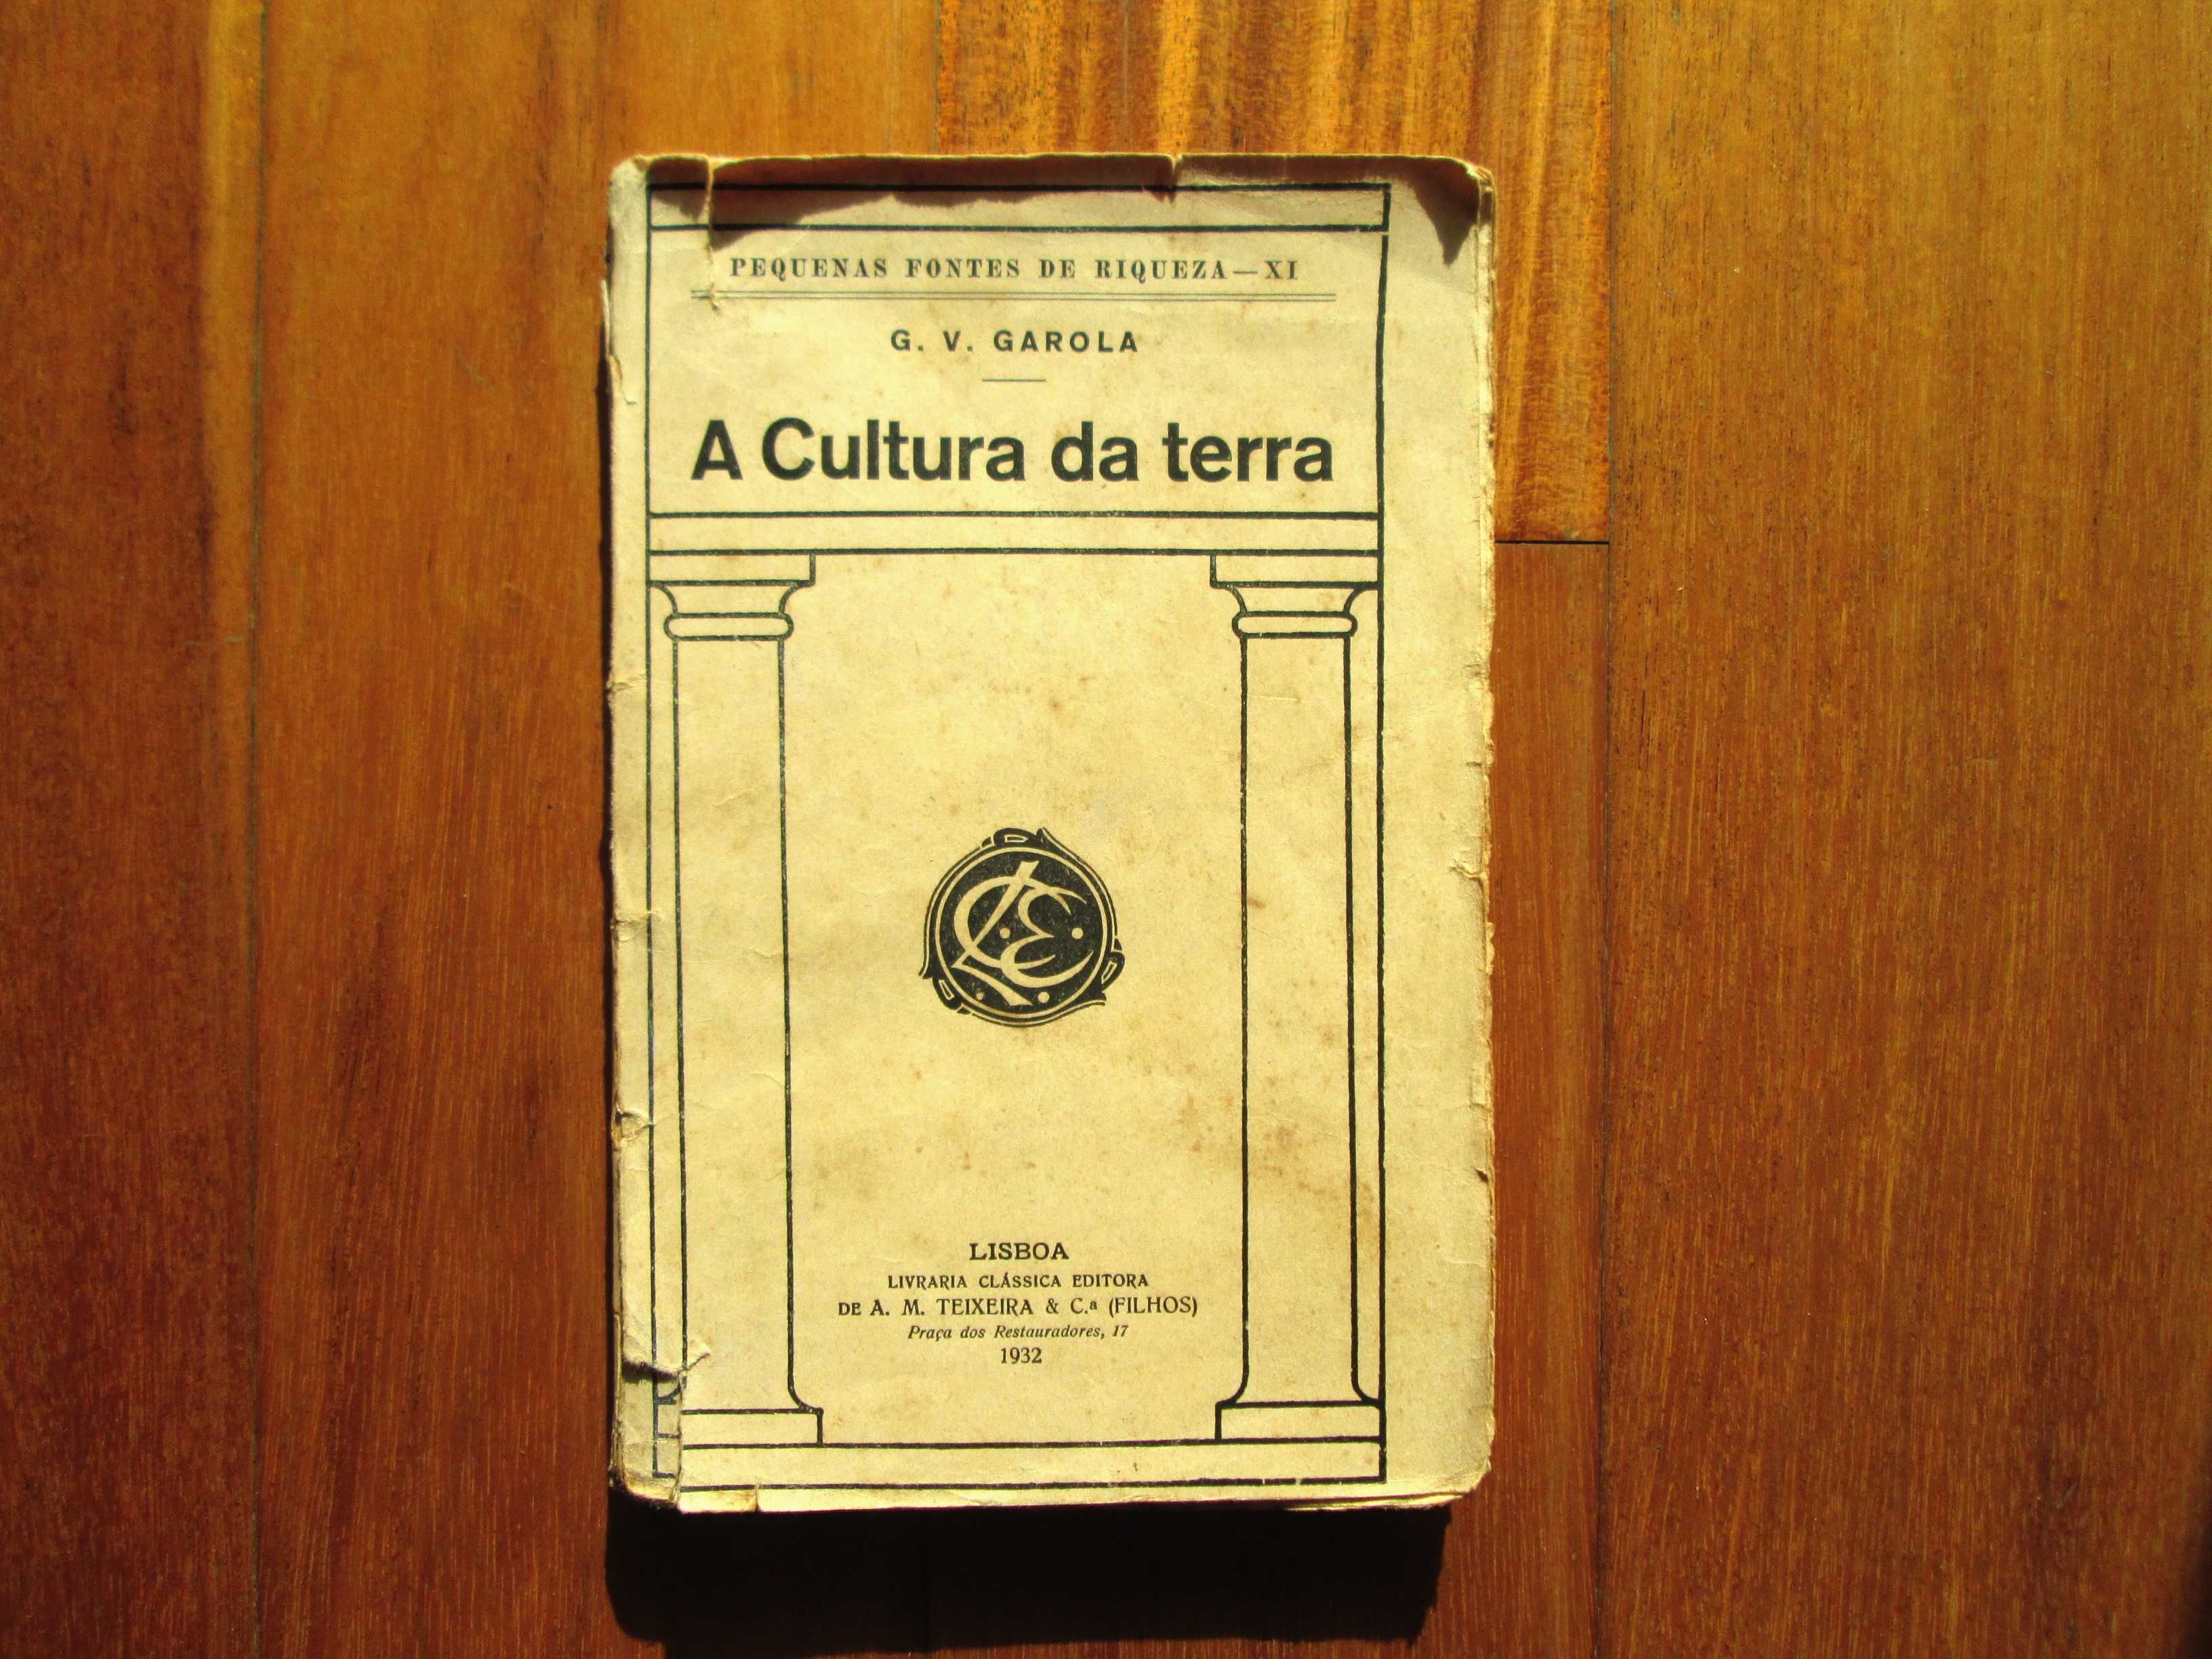 PEQUENAS FONTES DE RIQUEZA—XI
G. V. GAROLA
A Cultura da terra
LCE
LISBOA
LIVRARIA CLÁSSICA EDITORA
DE A. M. TEIXEIRA & C.ª (FILHOS)
Praça dos Restauradores, 17
1932